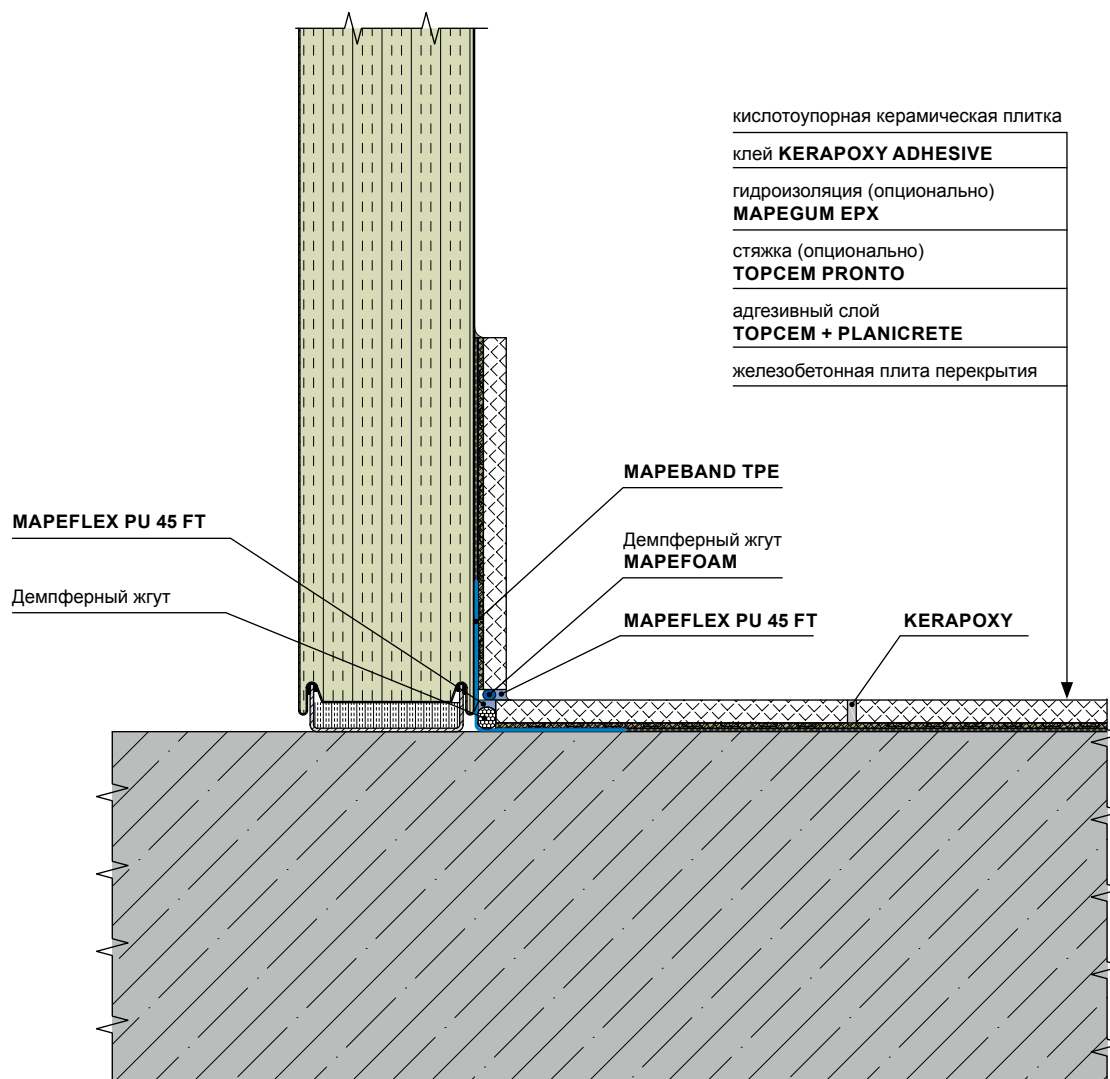 кислотоупорная керамическая плитка
клей KERAPOXY ADHESIVE
гидроизоляция (опционально)
MAPEGUM EPX
стяжка (опционально)
TOPCEM PRONTO
адгезивный слой
TOPCEM + PLANICRETE
железобетонная плита перекрытия
MAPEBAND TPE
MAPEFLEX PU 45 FT
Демпферный жгут
MAPEFOAM
Демпферный жгут
MAPEFLEX PU 45 FT
KERAPOXY